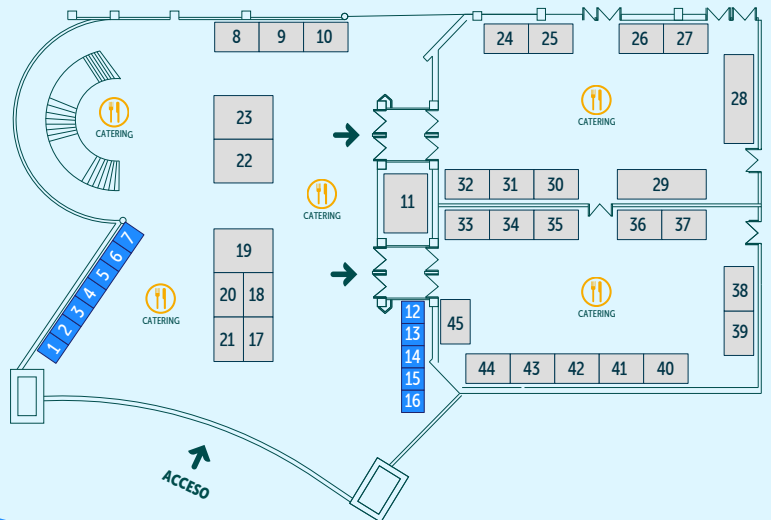 8 9 10
24 25 26 27
28
CATERING
CATERING
23
22
CATERING
11
32 31 30 29
33 34 35 36 37
7
6
5
4
3
2
1
19
20 18
21 17
CATERING
CATERING
12
13
14
15
16
45
38
39
44 43 42 41 40
ACCESO